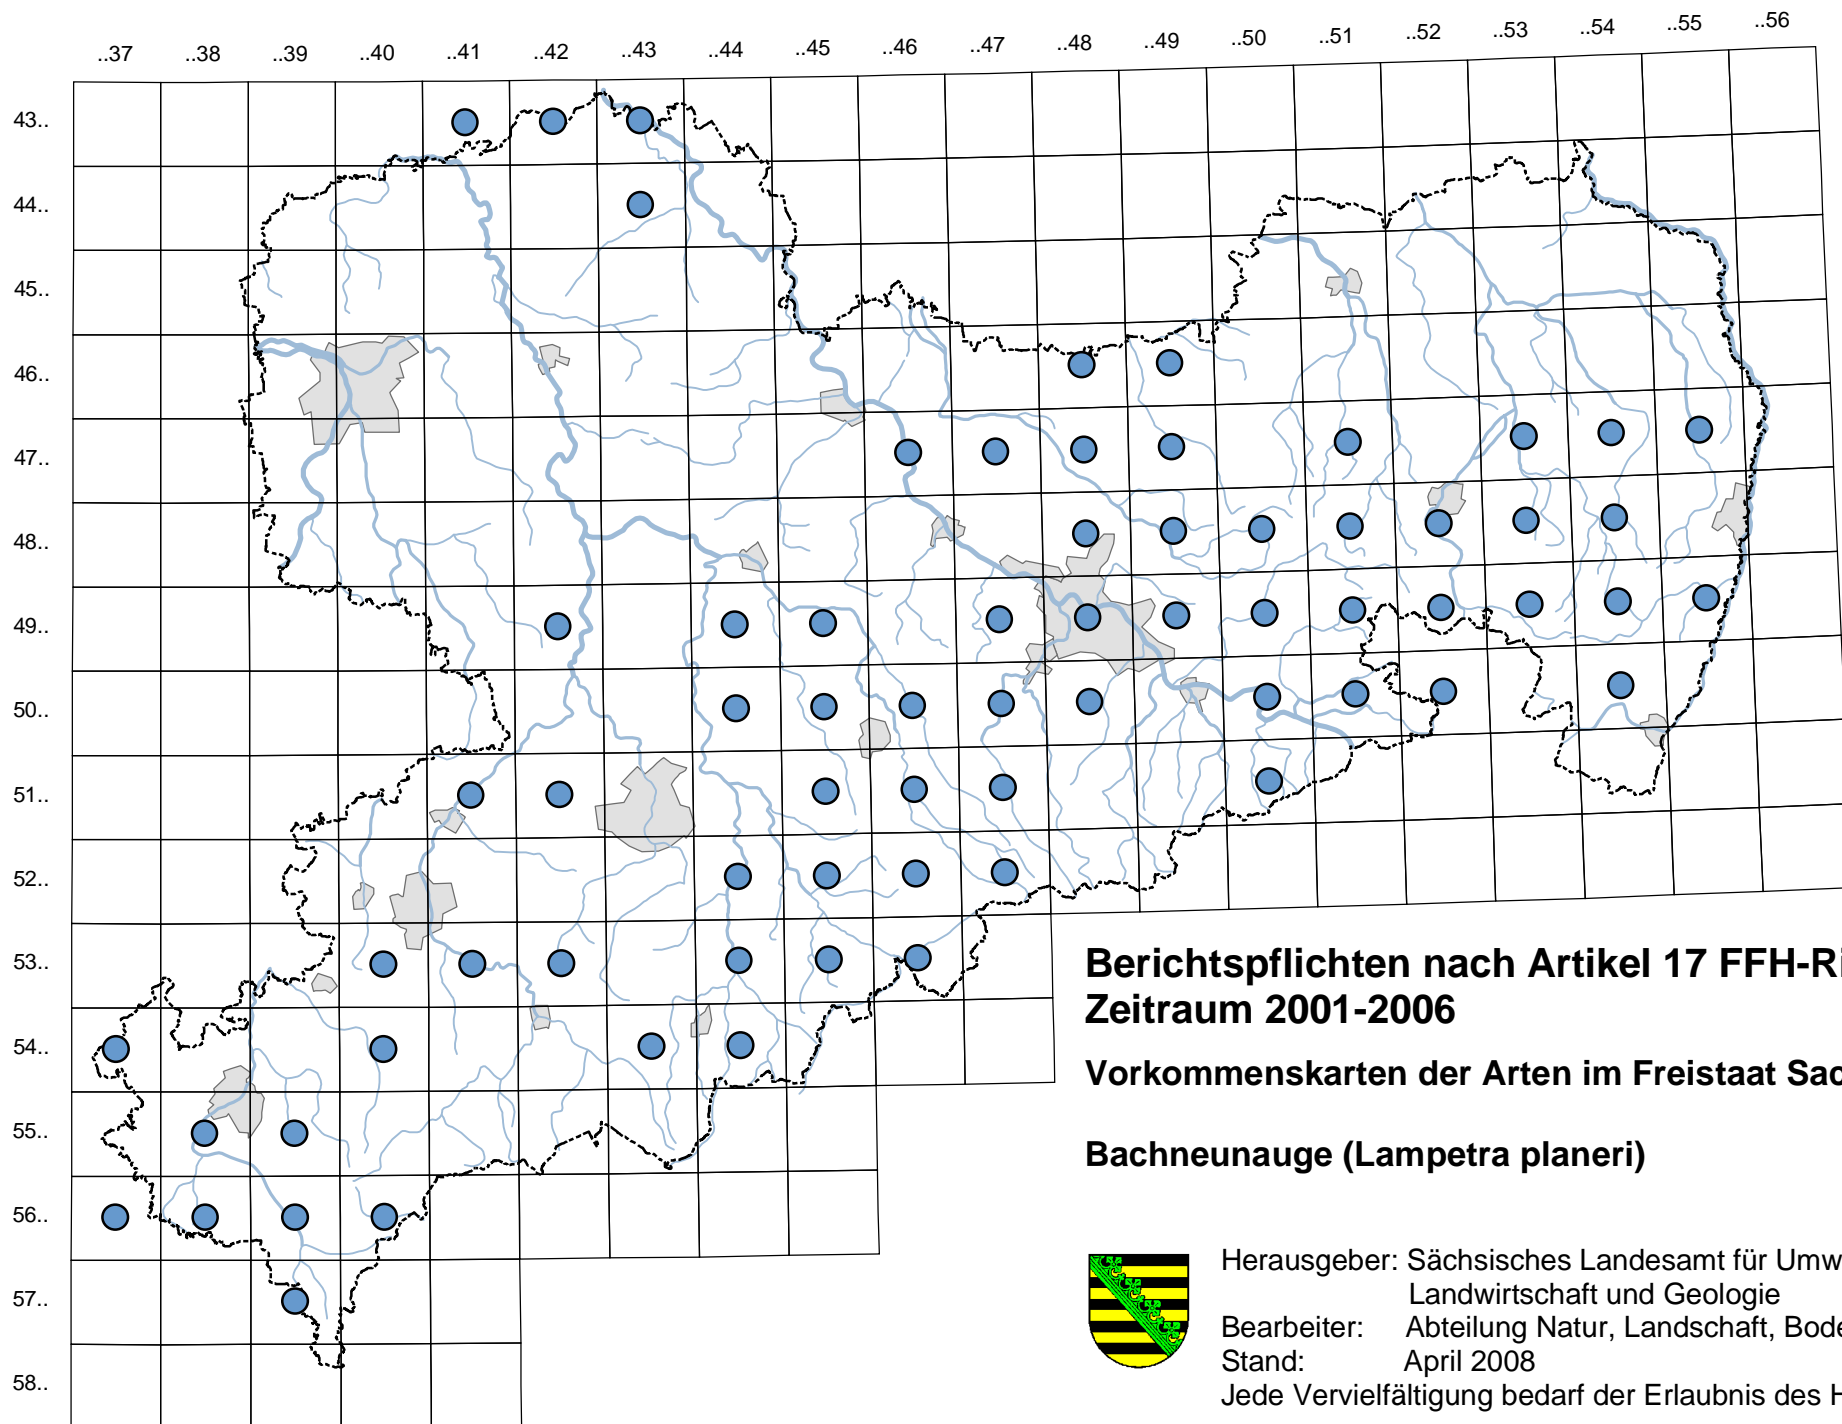 ..37 ..38 ..39 ..40 ..41 ..42 ..43 ..44 ..45 ..46 ..47 ..48 ..49 ..50 ..51 ..52 ..53 ..54 ..55 ..56
43..
44..
45..
46..
47..
48..
49..
50..
51..
52..
53..
54..
55..
56..
57..
58..
Berichtspflichten nach Artikel 17 FFH-Ri
Zeitraum 2001-2006
Vorkommenskarten der Arten im Freistaat Sac
Bachneunauge (Lampetra planeri)
Herausgeber: Sächsisches Landesamt für Umw
Landwirtschaft und Geologie
Bearbeiter: Abteilung Natur, Landschaft, Bode
Stand: April 2008
Jede Vervielfältigung bedarf der Erlaubnis des H